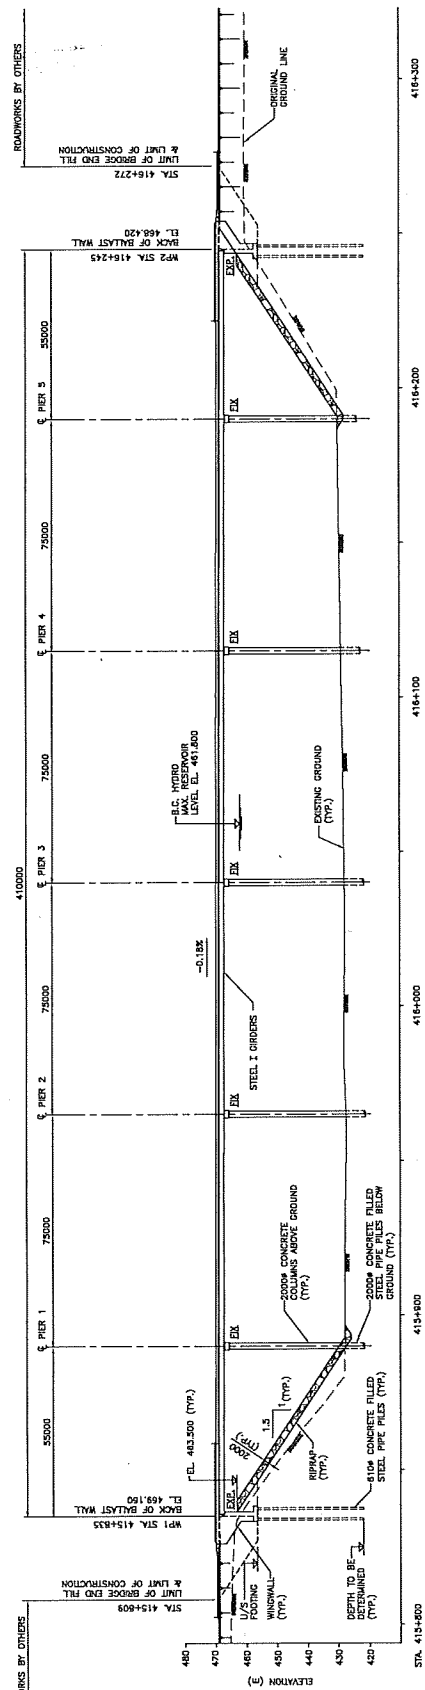 ROADWORKS BY OTHERS
STA. 416+272
LIMIT OF BRIDGE END FILL
& LIMIT OF CONSTRUCTION
ORIGINAL
GROUND LINE
WP2 STA. 416+245
BACK OF BALLAST WALL
EL. 468.420
EXP.
55000
℄ PIER 5
FIX
75000
℄ PIER 4
FIX
75000
B.C. HYDRO
MAX. RESERVOIR
LEVEL EL. 461.800
EXISTING GROUND
(TYP.)
410000
℄ PIER 3
FIX
-0.18%
75000
STEEL I GIRDERS
℄ PIER 2
FIX
75000
2000ø CONCRETE
COLUMNS ABOVE GROUND
(TYP.)
2000ø CONCRETE FILLED
STEEL PIPE PILES BELOW
GROUND (TYP.)
℄ PIER 1
FIX
55000
EL. 463.500 (TYP.)
1.5
1 (TYP.)
2000
(TYP.)
RIPRAP
(TYP.)
610ø CONCRETE FILLED
STEEL PIPE PILES (TYP.)
EXP.
WP1 STA. 415+835
BACK OF BALLAST WALL
EL. 469.160
STA. 415+809
LIMIT OF BRIDGE END FILL
& LIMIT OF CONSTRUCTION
U/S
FOOTING
WINGWALL
(TYP.)
DEPTH TO BE
DETERMINED
(TYP.)
RKS BY OTHERS
480
470
460
450
440
430
420
ELEVATION (m)
STA. 415+800
415+900
416+000
416+100
416+200
416+300